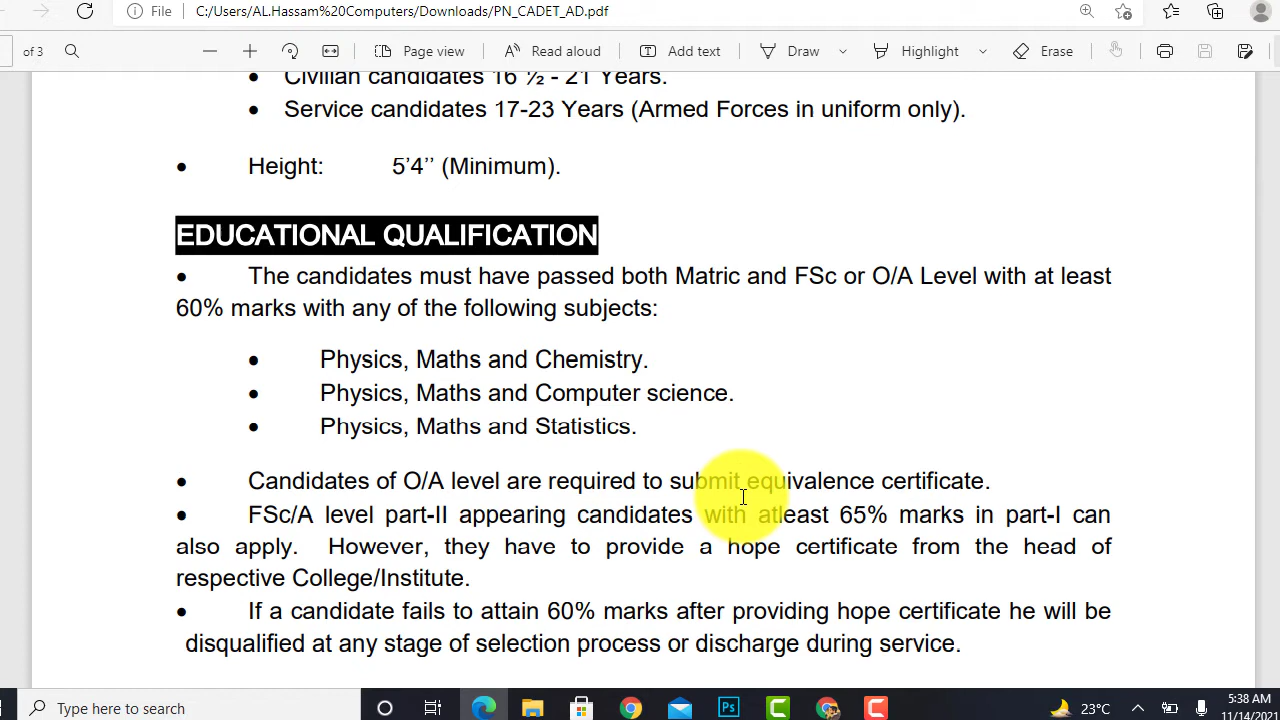 File C:/Users/AL.Hassam%20Computers/Downloads/PN_CADET_AD.pdf
of 3 Page view Read aloud Add text Draw Highlight Erase
• Civilian candidates 16 ½ - 21 Years.
• Service candidates 17-23 Years (Armed Forces in uniform only).
• Height: 5’4’’ (Minimum).
EDUCATIONAL QUALIFICATION
• The candidates must have passed both Matric and FSc or O/A Level with at least
60% marks with any of the following subjects:
• Physics, Maths and Chemistry.
• Physics, Maths and Computer science.
• Physics, Maths and Statistics.
• Candidates of O/A level are required to submit equivalence certificate.
• FSc/A level part-II appearing candidates with atleast 65% marks in part-I can
also apply. However, they have to provide a hope certificate from the head of
respective College/Institute.
• If a candidate fails to attain 60% marks after providing hope certificate he will be
disqualified at any stage of selection process or discharge during service.
Type here to search Ps 23°C 5:38 AM